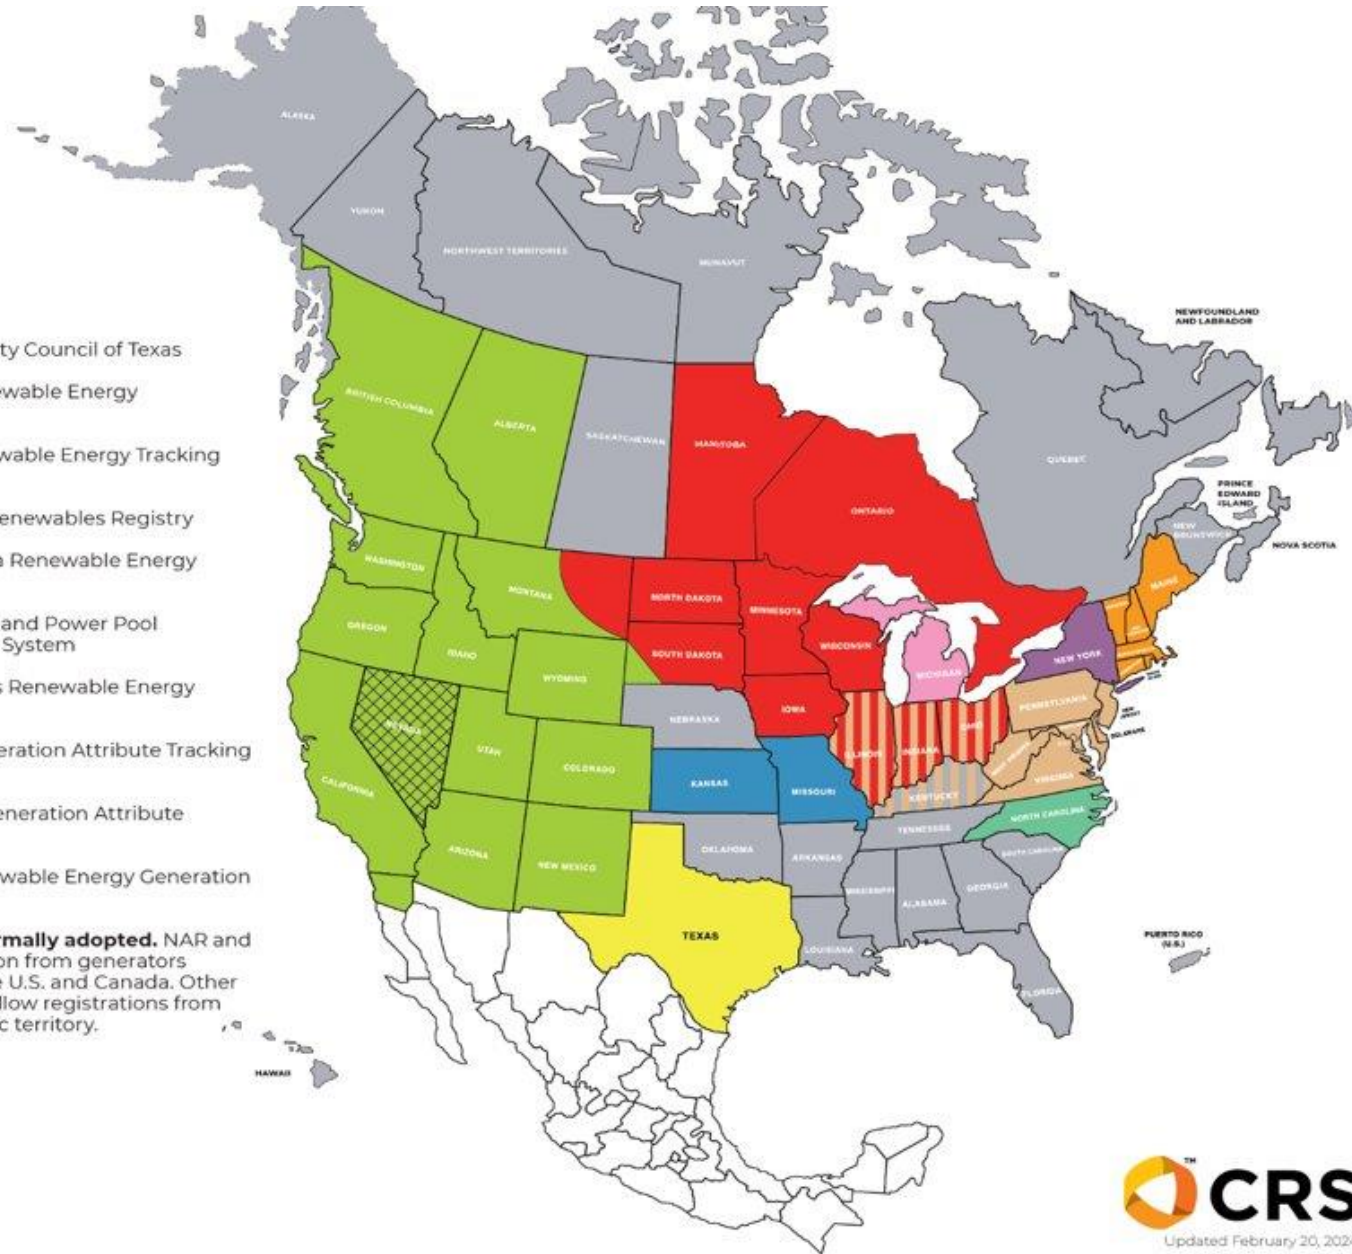 ALASKA
YUKON
NORTHWEST TERRITORIES
NUNAVUT
NEWFOUNDLAND
AND LABRADOR
ty Council of Texas
wable Energy
wable Energy Tracking
enewables Registry
a Renewable Energy
and Power Pool
System
s Renewable Energy
eration Attribute Tracking
eneration Attribute
wable Energy Generation
rmally adopted. NAR and
on from generators
e U.S. and Canada. Other
llow registrations from
c territory.
BRITISH COLUMBIA
ALBERTA
SASKATCHEWAN
MANITOBA
ONTARIO
QUEBEC
PRINCE
EDWARD
ISLAND
NEW
BRUNSWICK
NOVA SCOTIA
WASHINGTON
MONTANA
NORTH DAKOTA
MINNESOTA
MAINE
OREGON
IDAHO
SOUTH DAKOTA
WISCONSIN
MICHIGAN
NEW YORK
WYOMING
NEBRASKA
IOWA
PENNSYLVANIA
NEW
JERSEY
DELAWARE
NEVADA
UTAH
COLORADO
KANSAS
MISSOURI
ILLINOIS
INDIANA
OHIO
WEST VIRGINIA
VIRGINIA
KENTUCKY
CALIFORNIA
ARIZONA
NEW MEXICO
OKLAHOMA
ARKANSAS
TENNESSEE
NORTH CAROLINA
SOUTH CAROLINA
MISSISSIPPI
ALABAMA
GEORGIA
TEXAS
LOUISIANA
FLORIDA
PUERTO RICO
(U.S.)
HAWAII
CRS
TM
Updated February 20, 2024